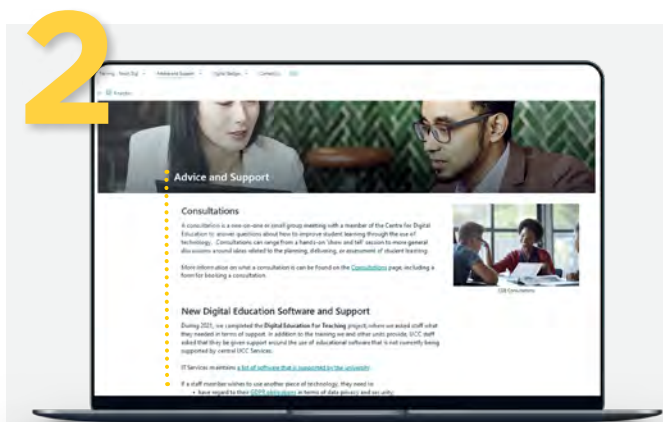 2
Advice and Support
Advice and Support
Consultations
A consultation is a one-on-one or small group meeting with a member of the Centre for Digital
Education to answer questions about how to improve student learning through the use of
technology. Consultations can range from a hands-on 'show and tell' session to more general
discussions around ideas related to the planning, delivering, or assessment of student learning.
More information on what a consultation is can be found on the Consultations page, including a
form for booking a consultation.
CDE Consultations
New Digital Education Software and Support
During 2021, we completed the Digital Education For Teaching project, where we asked staff what
they needed in terms of support. In addition to the training we and other units provide, UCC staff
asked that they be given support around the use of educational software that is not currently being
supported by central UCC Services.
IT Services maintains a list of software that is supported by the university.
If a staff member wishes to use another piece of technology, they need to
• have regard to their GDPR obligations in terms of data privacy and security;